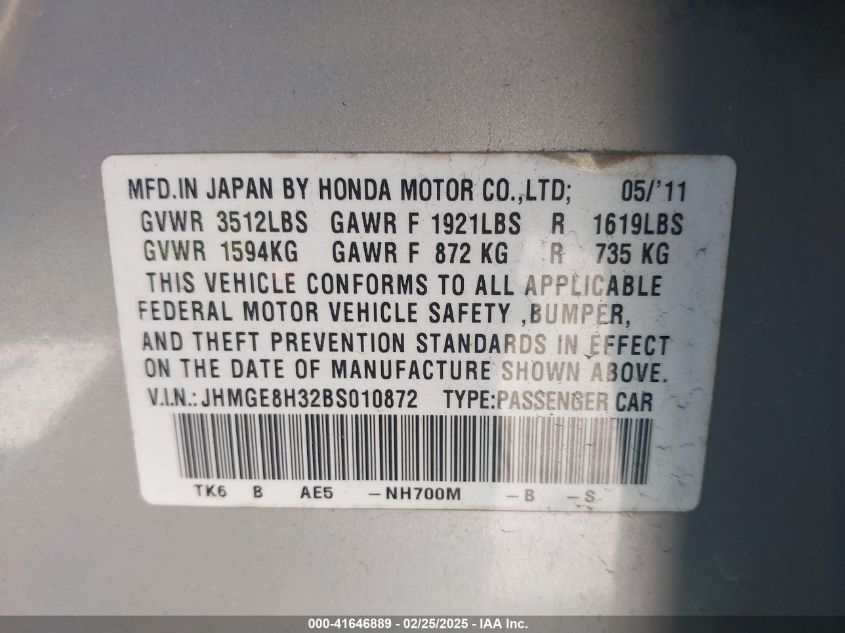 MFD.IN JAPAN BY HONDA MOTOR CO.,LTD; 05/'11
GVWR 3512LBS GAWR F 1921LBS R 1619LBS
GVWR 1594KG GAWR F 872 KG R 735 KG
THIS VEHICLE CONFORMS TO ALL APPLICABLE
FEDERAL MOTOR VEHICLE SAFETY ,BUMPER,
AND THEFT PREVENTION STANDARDS IN EFFECT
ON THE DATE OF MANUFACTURE SHOWN ABOVE.
V.I.N.: JHMGE8H32BS010872 TYPE:PASSENGER CAR
TK6 B AE5 -NH700M -B -S
000-41646889 - 02/25/2025 - IAA Inc.